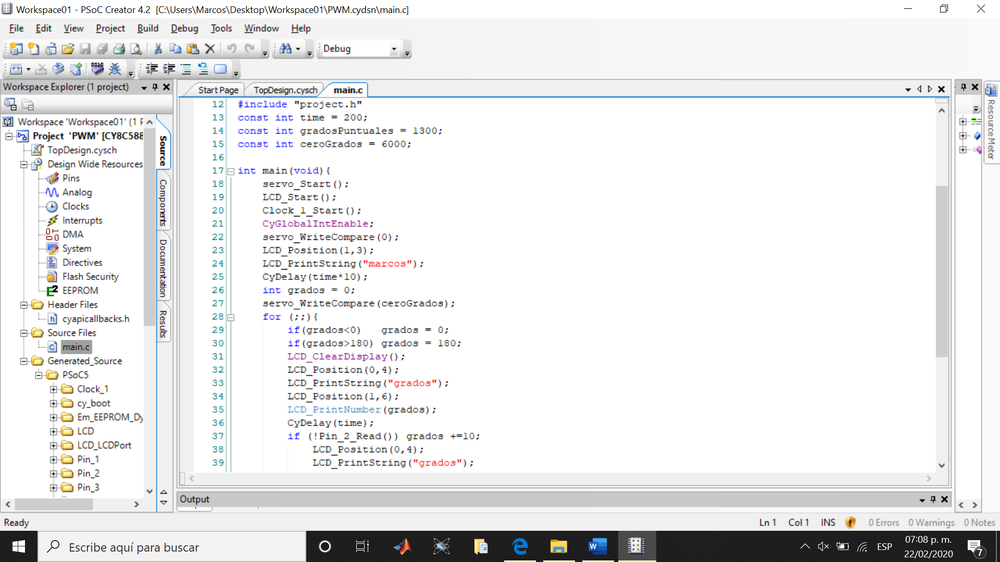 Workspace01 - PSoC Creator 4.2 [C:\Users\Marcos\Desktop\Workspace01\PWM.cydsn\main.c]
File Edit View Project Build Debug Tools Window Help
Debug
Workspace Explorer (1 project)
Workspace 'Workspace01' (1 P
Project 'PWM' [CY8C588
TopDesign.cysch
Design Wide Resources
Pins
Analog
Clocks
Interrupts
DMA
System
Directives
Flash Security
EEPROM
Header Files
cyapicallbacks.h
Source Files
main.c
Generated_Source
PSoC5
Clock_1
cy_boot
Em_EEPROM_Dy
LCD
LCD_LCDPort
Pin_1
Pin_2
Pin_3
Source
Components
Documentation
Results
Start Page TopDesign.cysch main.c
12 #include "project.h"
13 const int time = 200;
14 const int gradosPuntuales = 1300;
15 const int ceroGrados = 6000;
16
17 int main(void){
18 servo_Start();
19 LCD_Start();
20 Clock_1_Start();
21 CyGlobalIntEnable;
22 servo_WriteCompare(0);
23 LCD_Position(1,3);
24 LCD_PrintString("marcos");
25 CyDelay(time*10);
26 int grados = 0;
27 servo_WriteCompare(ceroGrados);
28 for (;;){
29 if(grados<0) grados = 0;
30 if(grados>180) grados = 180;
31 LCD_ClearDisplay();
32 LCD_Position(0,4);
33 LCD_PrintString("grados");
34 LCD_Position(1,6);
35 LCD_PrintNumber(grados);
36 CyDelay(time);
37 if (!Pin_2_Read()) grados +=10;
38 LCD_Position(0,4);
39 LCD_PrintString("grados");
Resource Meter
Output
Ready
Ln 1 Col 1 INS 0 Errors 0 Warnings 0 Notes
Escribe aquí para buscar
ESP
07:08 p. m.
22/02/2020
7